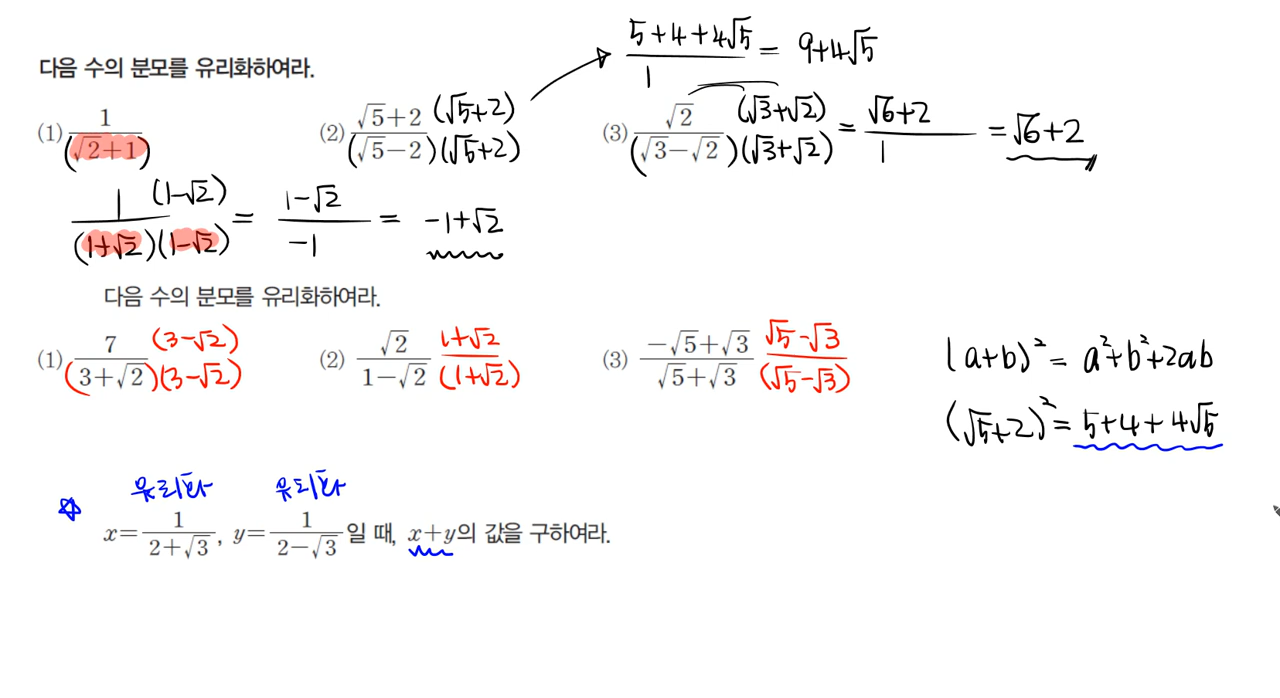 다음 수의 분모를 유리화하여라.
(1) 1/(√2+1)
(2) (√5+2)(√5+2)/(√5−2)(√5+2) → (5+4+4√5)/1 = 9+4√5
(3) √2(√3+√2)/(√3−√2)(√3+√2) = (√6+2)/1 = √6+2
1(1-√2)/(1+√2)(1-√2) = (1-√2)/-1 = -1+√2
다음 수의 분모를 유리화하여라.
(1) 7(3-√2)/(3+√2)(3-√2)
(2) √2/(1−√2) (1+√2)/(1+√2)
(3) (−√5+√3)/(√5+√3) (√5-√3)/(√5-√3)
(a+b)² = a²+b²+2ab
(√5+2)² = 5+4+4√5
유리화 유리화
x=1/(2+√3), y=1/(2−√3)일 때, x+y의 값을 구하여라.